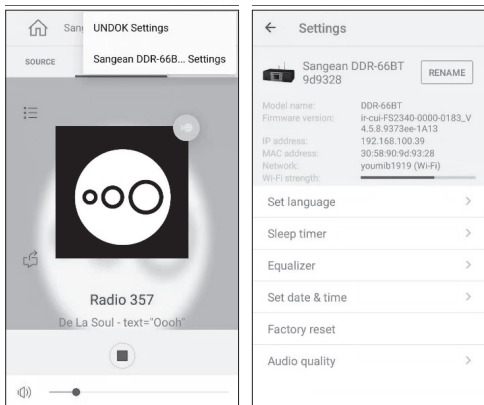 Sang
UNDOK Settings
Sangean DDR-66B... Settings
SOURCE
Radio 357
De La Soul - text="Oooh"
Settings
Sangean DDR-66BT
9d9328
RENAME
Model name: DDR-66BT
Firmware version: ir-cui-FS2340-0000-0183_V
4.5.8.9373ee-1A13
IP address: 192.168.100.39
MAC address: 30:58:90:9d:93:28
Network: youmib1919 (Wi-Fi)
Wi-Fi strength:
Set language
Sleep timer
Equalizer
Set date & time
Factory reset
Audio quality